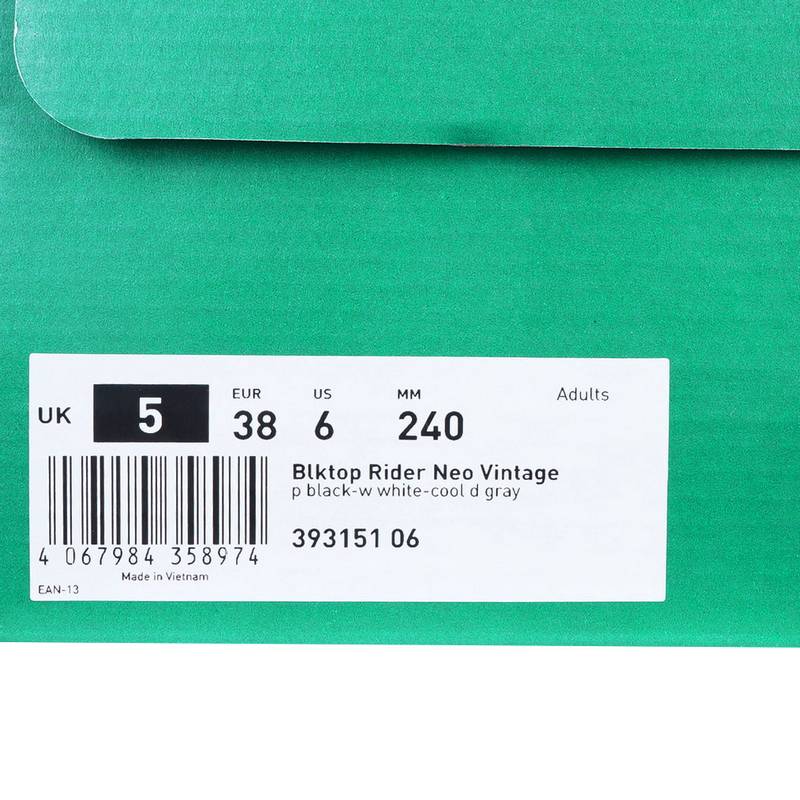 UK 5 EUR 38 US 6 MM 240 Adults
Blktop Rider Neo Vintage
p black-w white-cool d gray
393151 06
4 067984 358974
Made in Vietnam
EAN-13